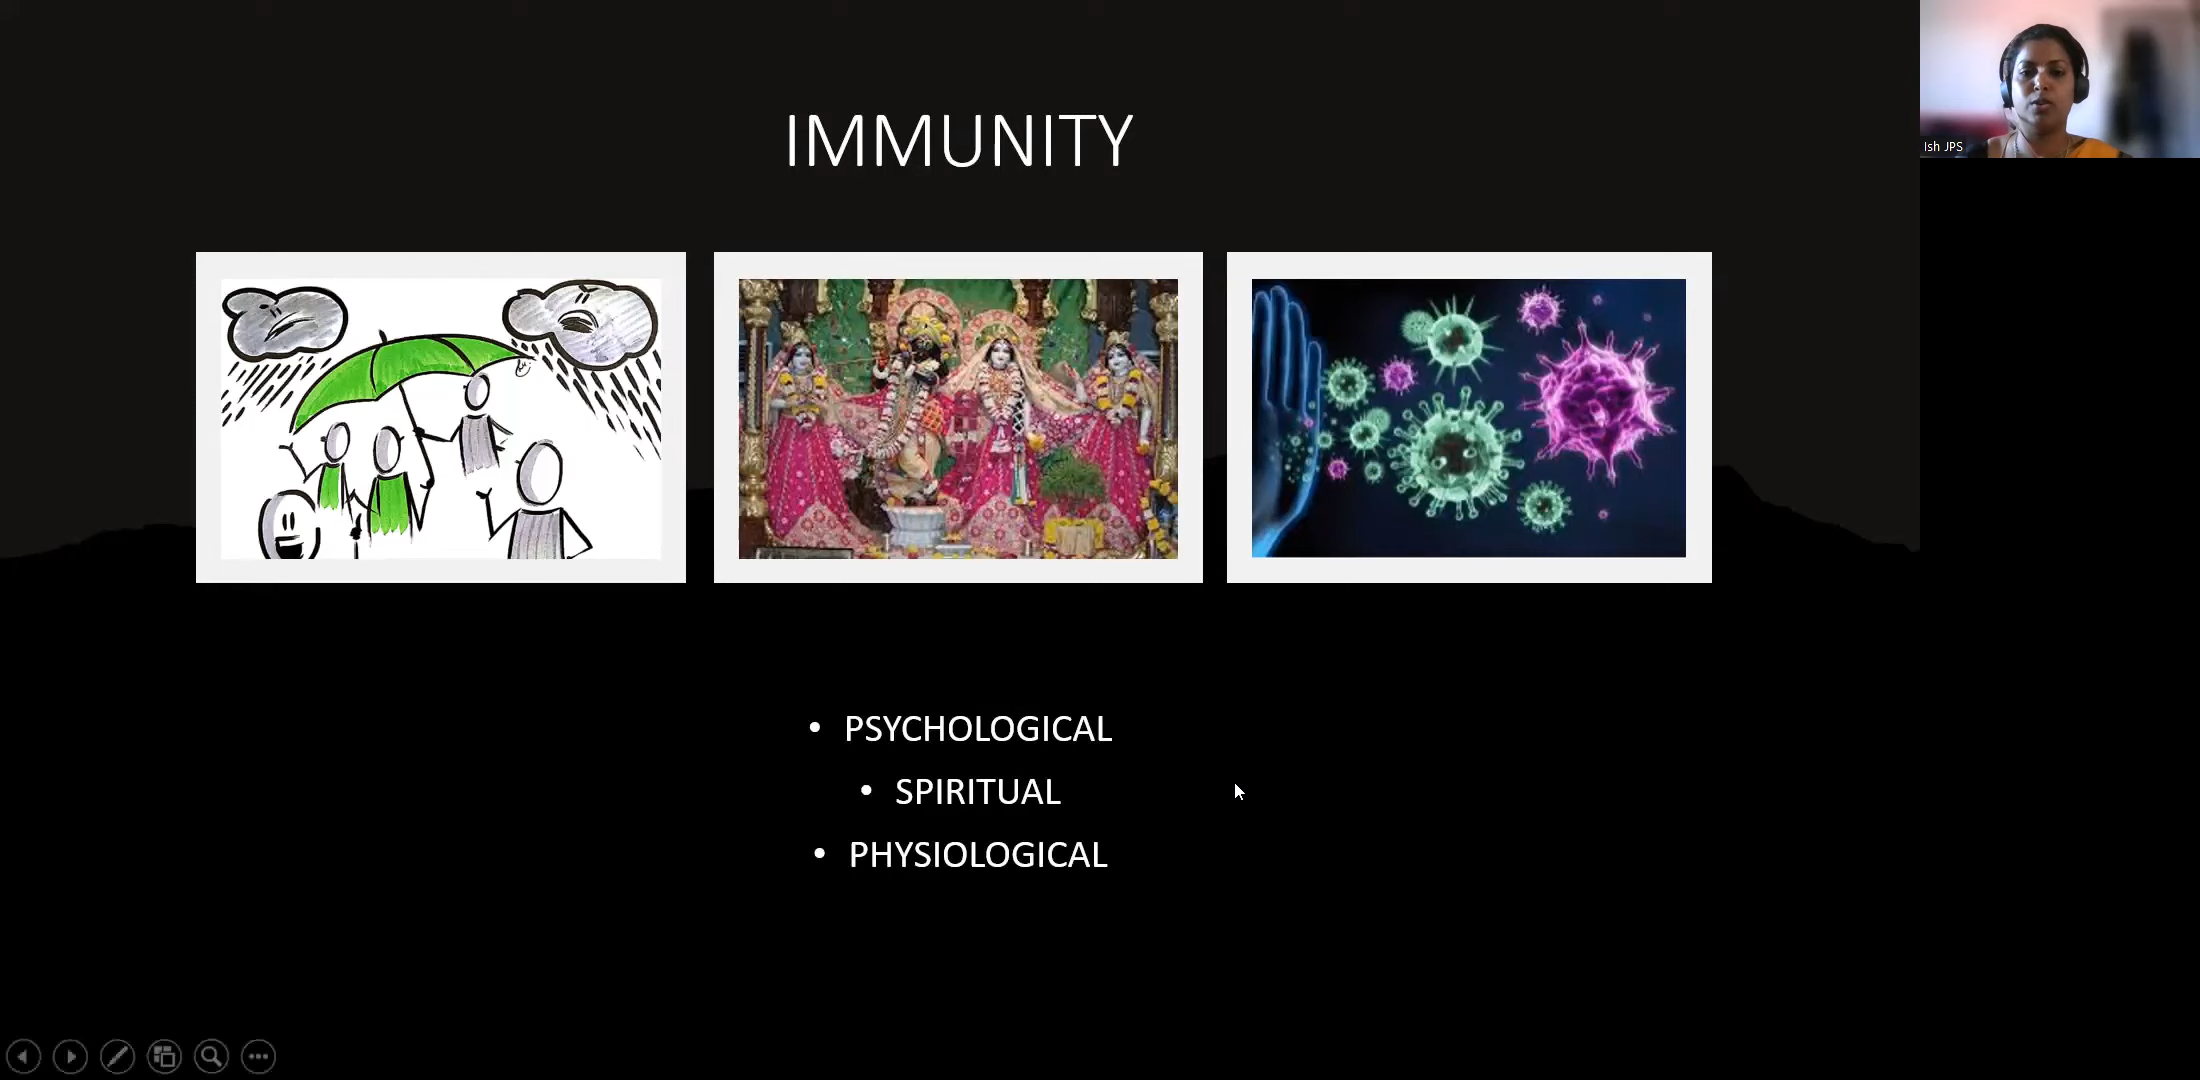 IMMUNITY
Ish JPS
• PSYCHOLOGICAL
• SPIRITUAL
• PHYSIOLOGICAL